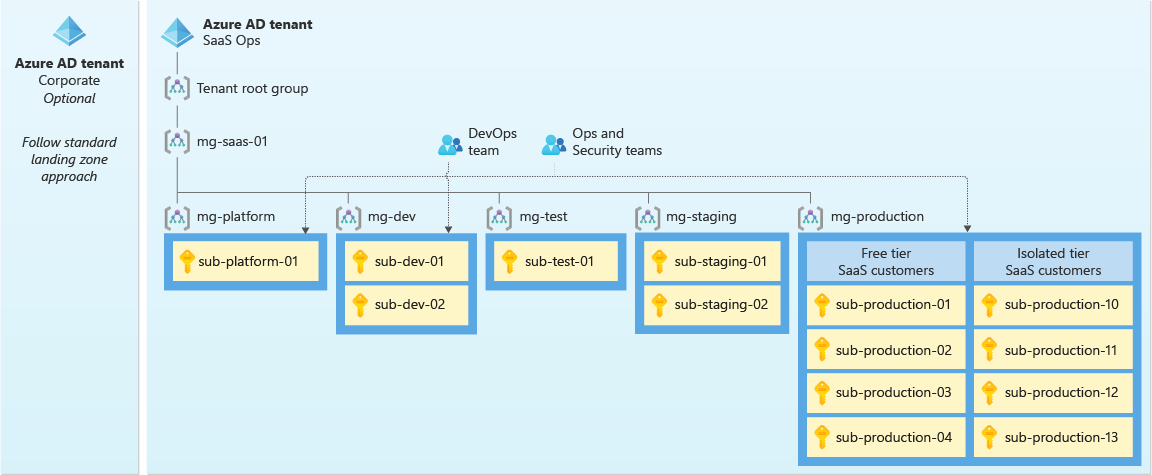 Azure AD tenant
Corporate
Optional
Follow standard
landing zone
approach
Azure AD tenant
SaaS Ops
Tenant root group
mg-saas-01
DevOps
team
Ops and
Security teams
mg-platform
sub-platform-01
mg-dev
sub-dev-01
sub-dev-02
mg-test
sub-test-01
mg-staging
sub-staging-01
sub-staging-02
mg-production
Free tier
SaaS customers
sub-production-01
sub-production-02
sub-production-03
sub-production-04
Isolated tier
SaaS customers
sub-production-10
sub-production-11
sub-production-12
sub-production-13